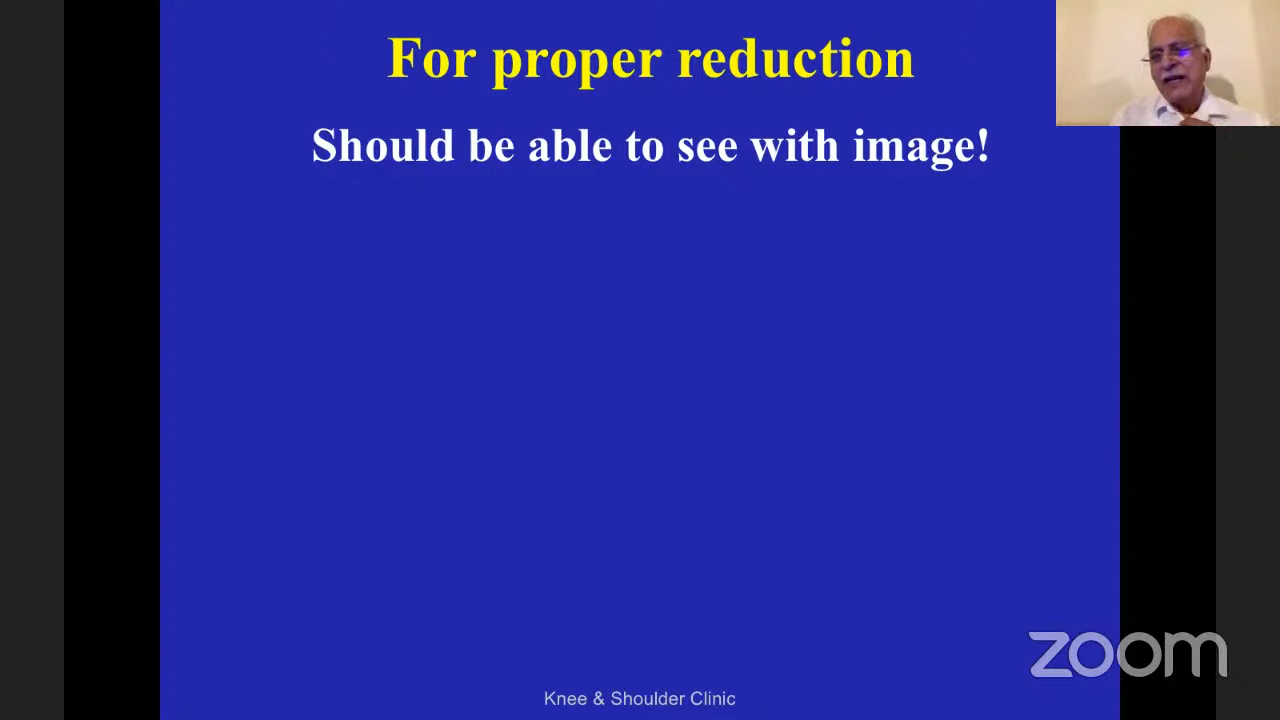 For proper reduction
Should be able to see with image!
zoom
Knee & Shoulder Clinic